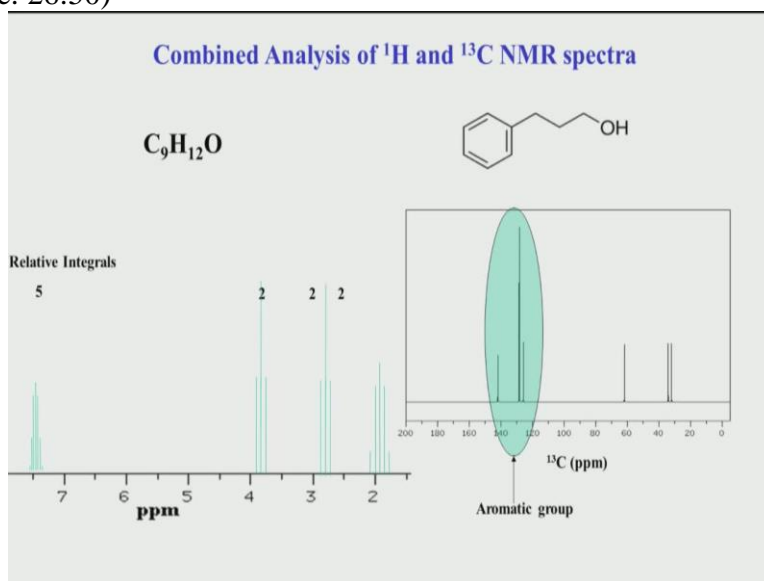 c. 28:50)
Combined Analysis of ¹H and ¹³C NMR spectra
C₉H₁₂O
OH
Relative Integrals
5 2 2 2
7 6 5 4 3 2
ppm
200 180 160 140 120 100 80 60 40 20 0
¹³C (ppm)
Aromatic group